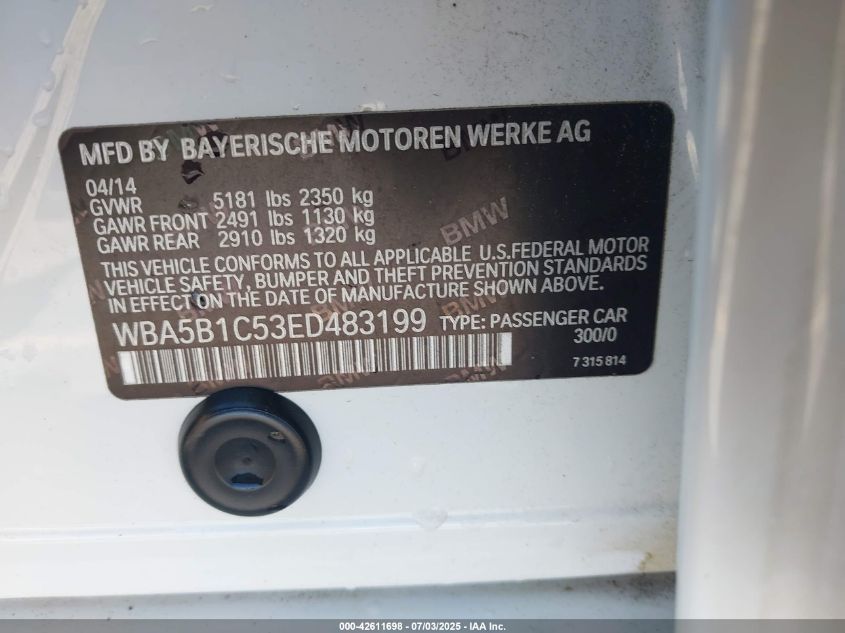 MFD BY BAYERISCHE MOTOREN WERKE AG
04/14
GVWR 5181 lbs 2350 kg
GAWR FRONT 2491 lbs 1130 kg
GAWR REAR 2910 lbs 1320 kg
THIS VEHICLE CONFORMS TO ALL APPLICABLE U.S.FEDERAL MOTOR
VEHICLE SAFETY, BUMPER AND THEFT PREVENTION STANDARDS
IN EFFECT ON THE DATE OF MANUFACTURE SHOWN ABOVE.
WBA5B1C53ED483199 TYPE: PASSENGER CAR
300/0
7 315 814
BMW
BMW
000-42611698 - 07/03/2025 - IAA Inc.